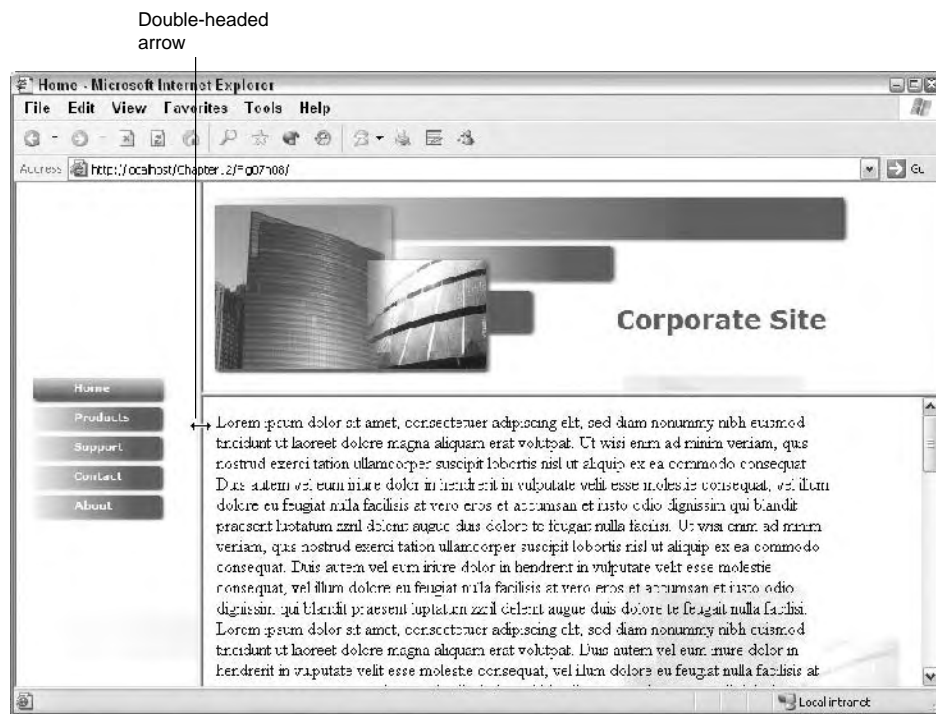 Double-headed
arrow
Home - Microsoft Internet Explorer
File Edit View Favorites Tools Help
Address http://localhost/Chapter12/Fig07h08/ Go
Corporate Site
Home
Products
Support
Contact
About
Lorem ipsum dolor sit amet, consectetuer adipiscing elit, sed diam nonummy nibh euismod
tincidunt ut laoreet dolore magna aliquam erat volutpat. Ut wisi enim ad minim veniam, quis
nostrud exerci tation ullamcorper suscipit lobortis nisl ut aliquip ex ea commodo consequat.
Duis autem vel eum iriure dolor in hendrerit in vulputate velit esse molestie consequat, vel illum
dolore eu feugiat nulla facilisis at vero eros et accumsan et iusto odio dignissim qui blandit
praesent luptatum zzril delenit augue duis dolore te feugait nulla facilisi. Ut wisi enim ad minim
veniam, quis nostrud exerci tation ullamcorper suscipit lobortis nisl ut aliquip ex ea commodo
consequat. Duis autem vel eum iriure dolor in hendrerit in vulputate velit esse molestie
consequat, vel illum dolore eu feugiat nulla facilisis at vero eros et accumsan et iusto odio
dignissim qui blandit praesent luptatum zzril delenit augue duis dolore te feugait nulla facilisi.
Lorem ipsum dolor sit amet, consectetuer adipiscing elit, sed diam nonummy nibh euismod
tincidunt ut laoreet dolore magna aliquam erat volutpat. Duis autem vel eum iriure dolor in
hendrerit in vulputate velit esse molestie consequat, vel illum dolore eu feugiat nulla facilisis at
Local intranet